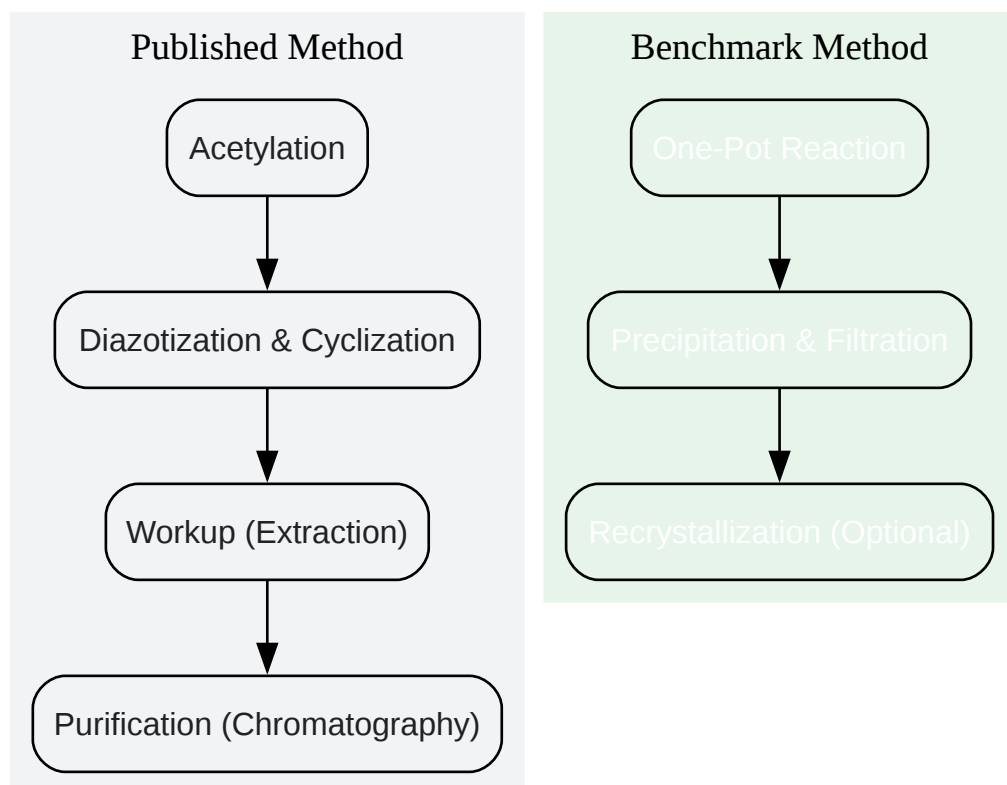 Published Method
Acetylation
Diazotization & Cyclization
Workup (Extraction)
Purification (Chromatography)
Benchmark Method
One-Pot Reaction
Precipitation & Filtration
Recrystallization (Optional)